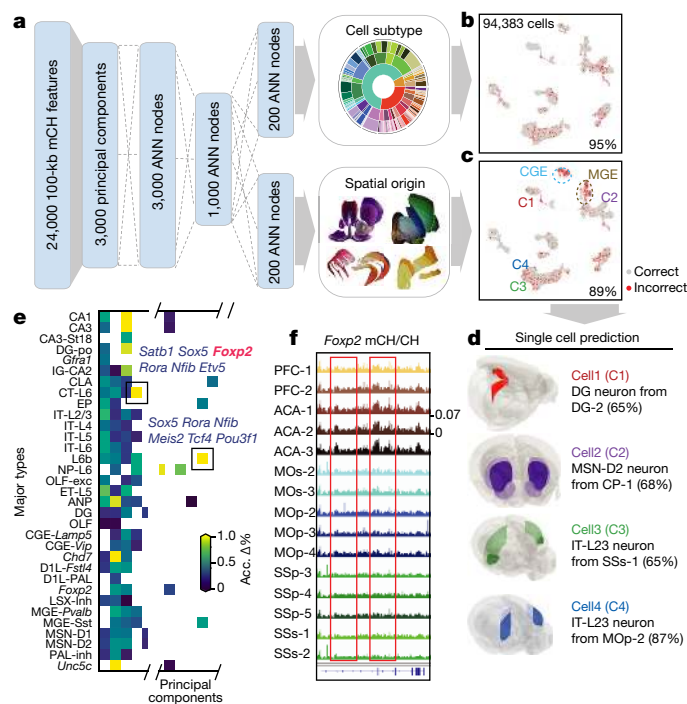 a
24,000 100-kb mCH features
3,000 principal components
3,000 ANN nodes
1,000 ANN nodes
200 ANN nodes
200 ANN nodes
Cell subtype
Spatial origin
b
94,383 cells
95%
c
CGE
MGE
C1
C2
C4
C3
89%
Correct
Incorrect
e
Major types
CA1
CA3
CA3-St18
DG-po
Gfra1
IG-CA2
CLA
CT-L6
EP
IT-L2/3
IT-L4
IT-L5
IT-L6
L6b
NP-L6
OLF-exc
ET-L5
ANP
DG
OLF
CGE-Lamp5
CGE-Vip
Chd7
D1L-Fstl4
D1L-PAL
Foxp2
LSX-Inh
MGE-Pvalb
MGE-Sst
MSN-D1
MSN-D2
PAL-inh
Unc5c
Satb1 Sox5 Foxp2
Rora Nfib Etv5
Sox5 Rora Nfib
Meis2 Tcf4 Pou3f1
1.0
0
Acc. Δ%
Principal
components
f
Foxp2 mCH/CH
PFC-1
PFC-2
ACA-1
ACA-2
ACA-3
MOs-2
MOs-3
MOp-2
MOp-3
MOp-4
SSp-3
SSp-4
SSp-5
SSs-1
SSs-2
0.07
0
d
Single cell prediction
Cell1 (C1)
DG neuron from
DG-2 (65%)
Cell2 (C2)
MSN-D2 neuron
from CP-1 (68%)
Cell3 (C3)
IT-L23 neuron
from SSs-1 (65%)
Cell4 (C4)
IT-L23 neuron
from MOp-2 (87%)